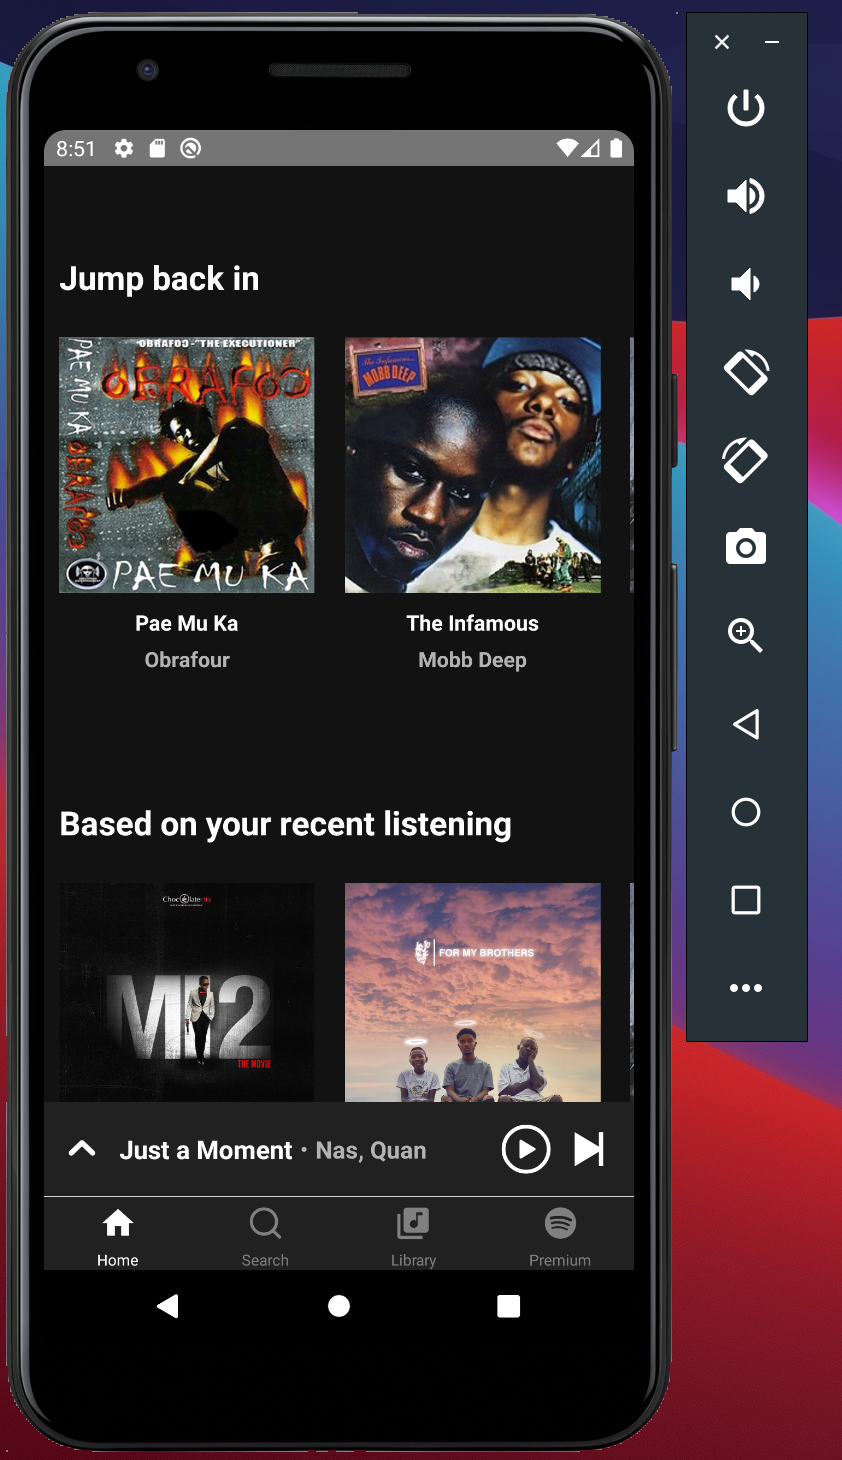 8:51
Jump back in
OBRAFOƆ -"THE EXECUTIONER"
OBRAFOƆ
PAE MU KA
OBRAFOƆ
PAE MU KA
The Infamous...
MOBB DEEP
Pae Mu Ka
Obrafour
The Infamous
Mobb Deep
Based on your recent listening
Chocolate city
MI 2
THE MOVIE
FOR MY BROTHERS
Just a Moment • Nas, Quan
Home
Search
Library
Premium